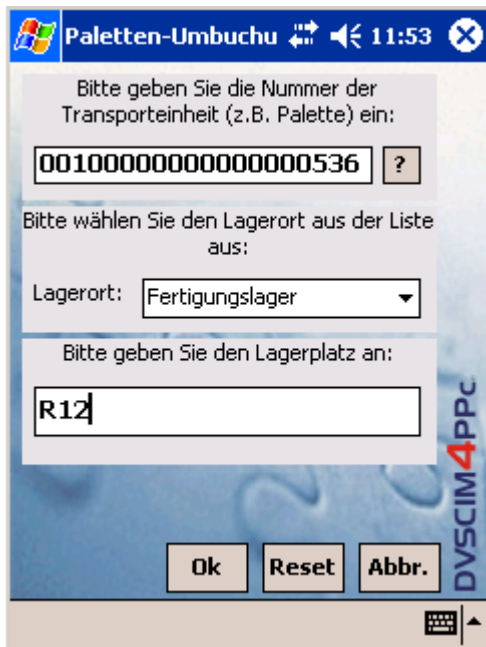 Paletten-Umbuchu 11:53
Bitte geben Sie die Nummer der
Transporteinheit (z.B. Palette) ein:
00100000000000000536 ?
Bitte wählen Sie den Lagerort aus der Liste
aus:
Lagerort: Fertigungslager
Bitte geben Sie den Lagerplatz an:
R12
DVSCIM4PPC
Ok Reset Abbr.